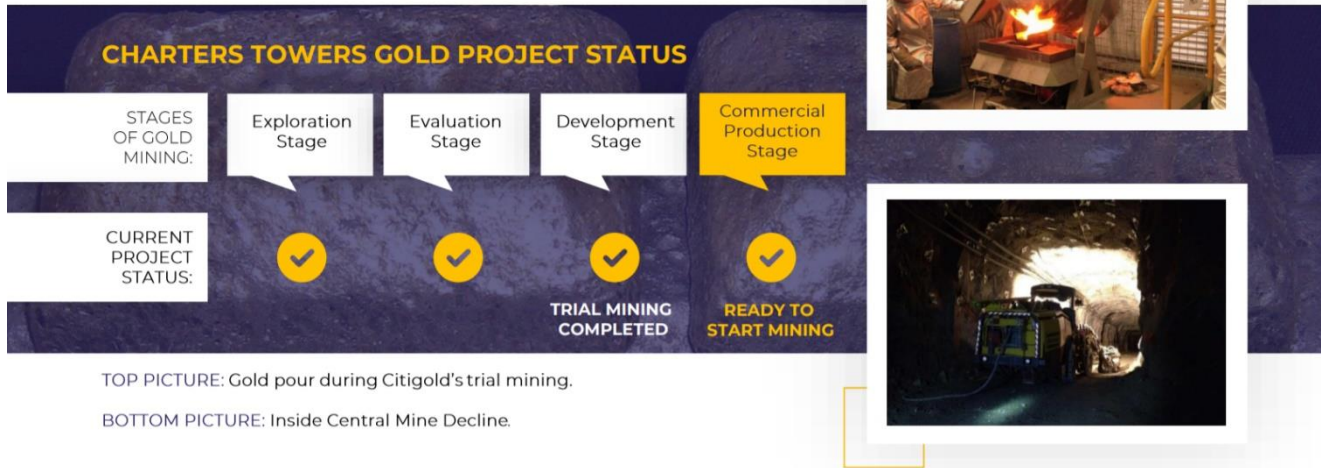 CHARTERS TOWERS GOLD PROJECT STATUS
STAGES
OF GOLD
MINING:
Exploration
Stage
Evaluation
Stage
Development
Stage
Commercial
Production
Stage
CURRENT
PROJECT
STATUS:
TRIAL MINING
COMPLETED
READY TO
START MINING
TOP PICTURE: Gold pour during Citigold's trial mining.
BOTTOM PICTURE: Inside Central Mine Decline.